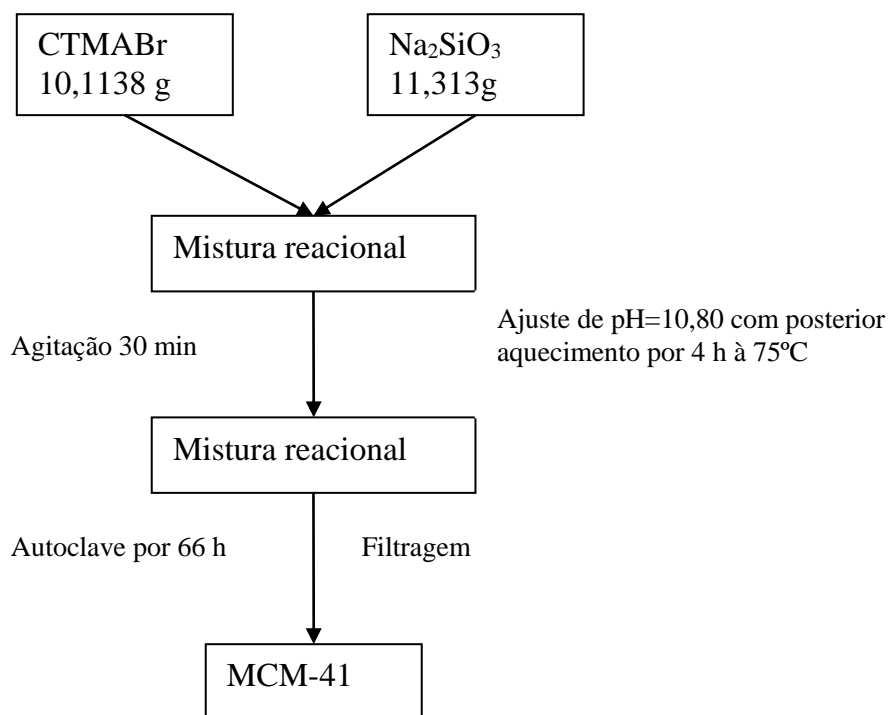 CTMABr
10,1138 g
Na₂SiO₃
11,313g
Mistura reacional
Agitação 30 min
Ajuste de pH=10,80 com posterior
aquecimento por 4 h à 75ºC
Mistura reacional
Autoclave por 66 h
Filtragem
MCM-41